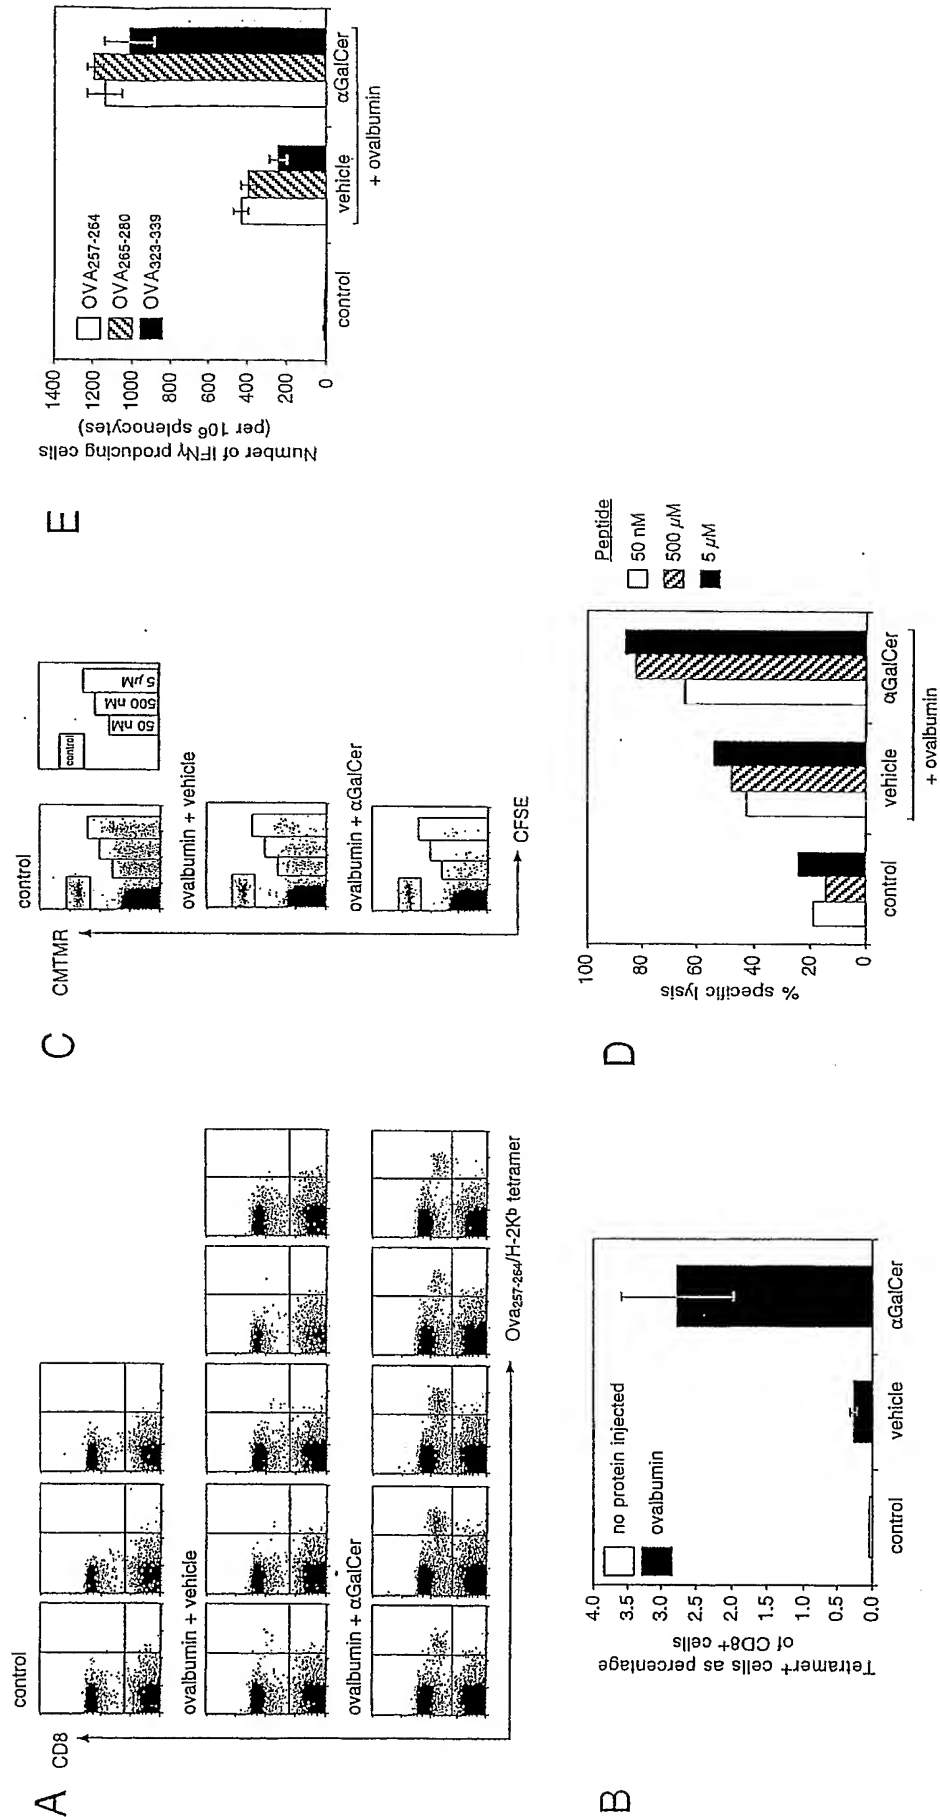 A
control
CD8
ovalbumin + vehicle
ovalbumin + αGalCer
Ova257-264/H-2Kb tetramer
B
Tetramer+ cells as percentage
of CD8+ cells
4.0
3.5
3.0
2.5
2.0
1.5
1.0
0.5
0.0
no protein injected
ovalbumin
control
vehicle
αGalCer
C
control
CMTMR
control
50 nM
500 nM
5 μM
ovalbumin + vehicle
ovalbumin + αGalCer
CFSE
D
% specific lysis
100
80
60
40
20
0
Peptide
50 nM
500 μM
5 μM
control
vehicle
αGalCer
+ ovalbumin
E
Number of IFNγ producing cells
(per 10⁶ splenocytes)
1400
1200
1000
800
600
400
200
0
OVA257-264
OVA265-280
OVA323-339
control
vehicle
αGalCer
+ ovalbumin